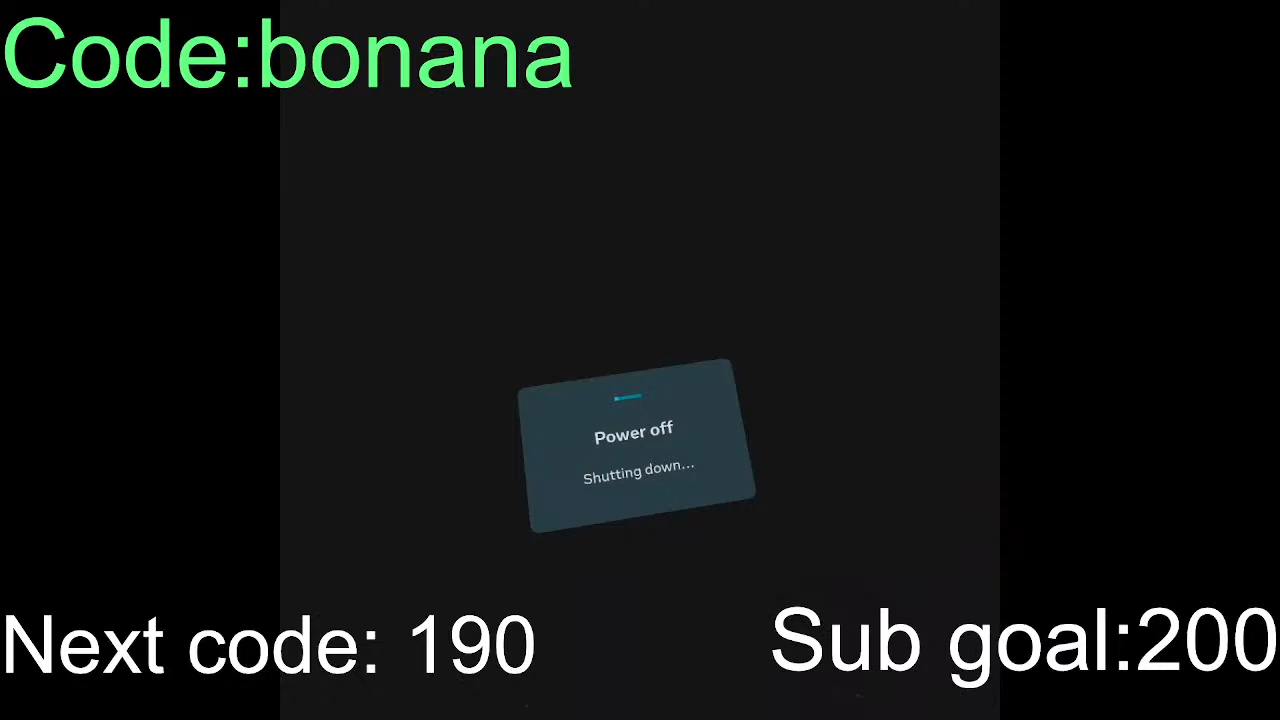 Code:bonana
Power off
Shutting down...
Next code: 190
Sub goal:200